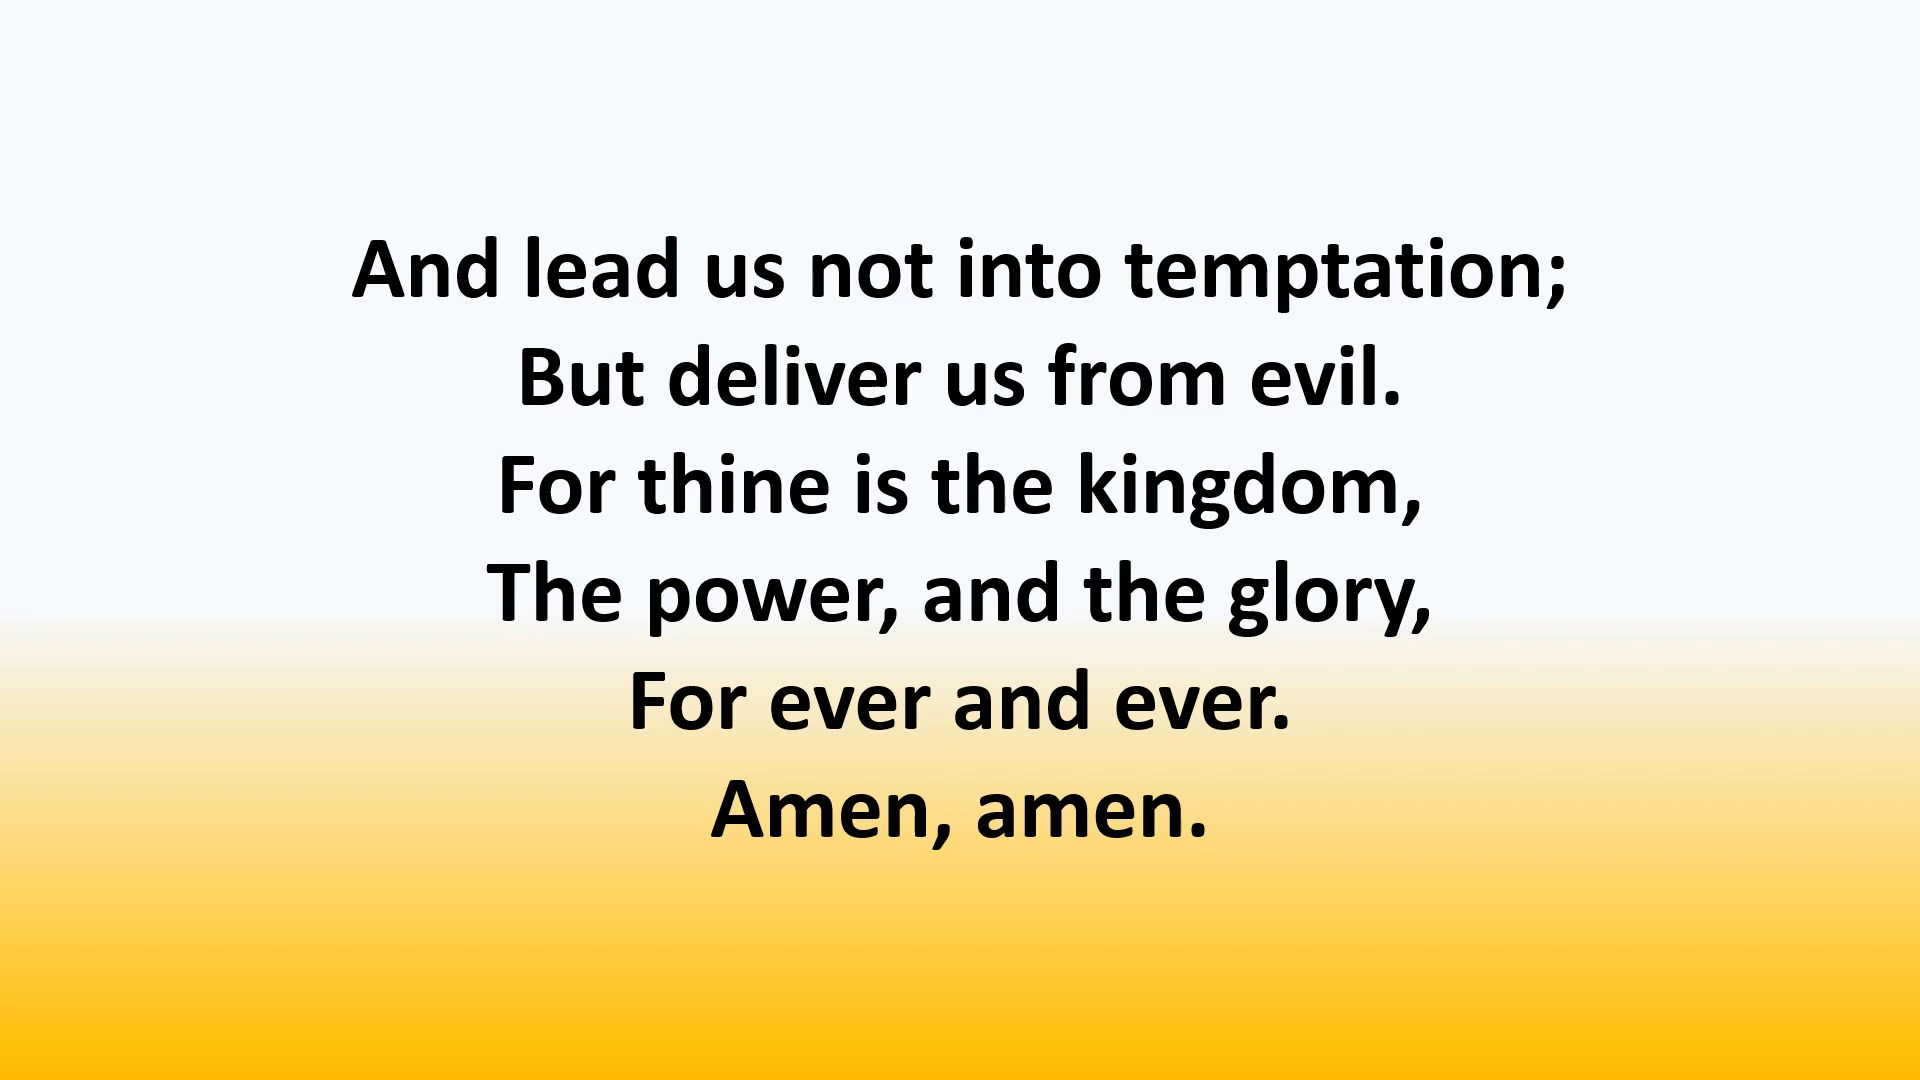 And lead us not into temptation;
But deliver us from evil.
For thine is the kingdom,
The power, and the glory,
For ever and ever.
Amen, amen.